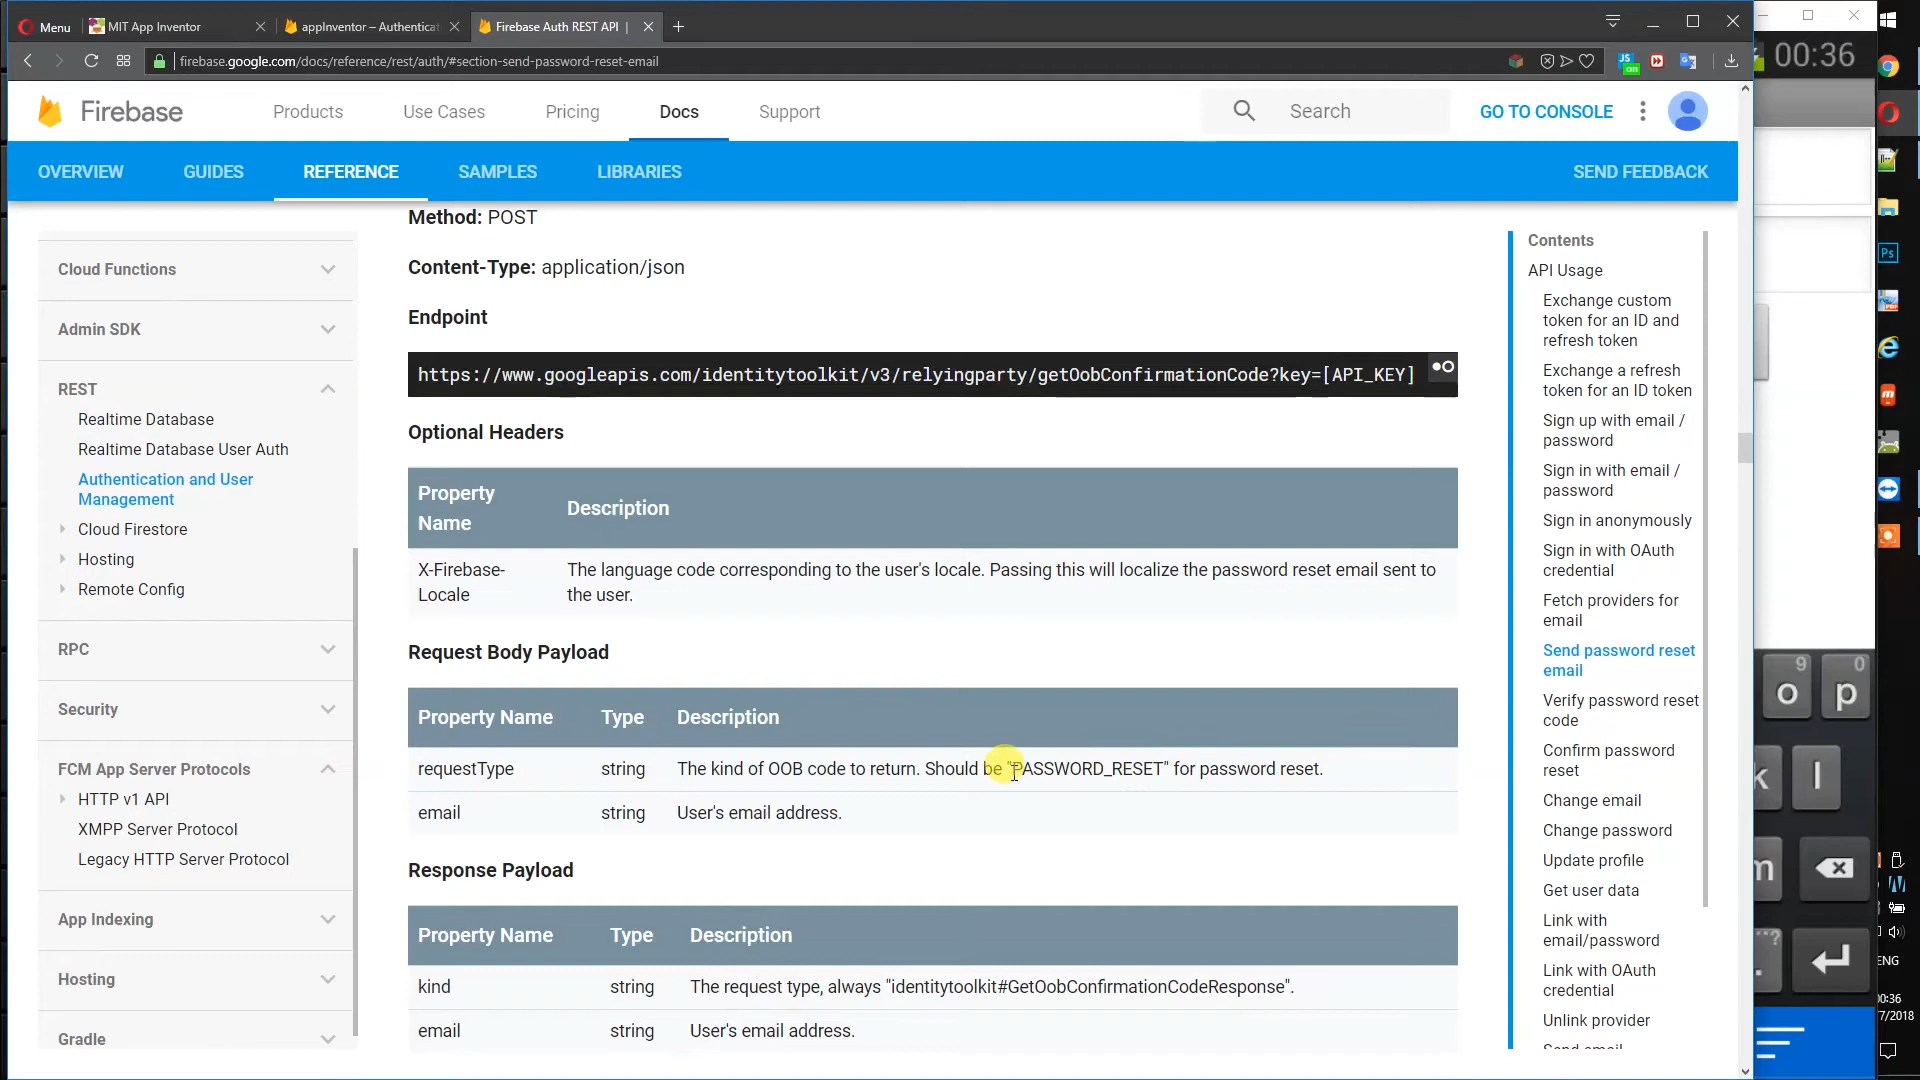 Menu
MIT App Inventor
appInventor – Authenticat
Firebase Auth REST API |
00:36
firebase.google.com/docs/reference/rest/auth/#section-send-password-reset-email
JS
on
Firebase
Products
Use Cases
Pricing
Docs
Support
Search
GO TO CONSOLE
OVERVIEW
GUIDES
REFERENCE
SAMPLES
LIBRARIES
SEND FEEDBACK
Cloud Functions
Admin SDK
REST
Realtime Database
Realtime Database User Auth
Authentication and User
Management
Cloud Firestore
Hosting
Remote Config
RPC
Security
FCM App Server Protocols
HTTP v1 API
XMPP Server Protocol
Legacy HTTP Server Protocol
App Indexing
Hosting
Gradle
Method: POST
Content-Type: application/json
Endpoint
https://www.googleapis.com/identitytoolkit/v3/relyingparty/getOobConfirmationCode?key=[API_KEY]
Optional Headers
Property
Name
Description
X-Firebase-
Locale
The language code corresponding to the user's locale. Passing this will localize the password reset email sent to
the user.
Request Body Payload
Property Name Type Description
requestType string The kind of OOB code to return. Should be "PASSWORD_RESET" for password reset.
email string User's email address.
Response Payload
Property Name Type Description
kind string The request type, always "identitytoolkit#GetOobConfirmationCodeResponse".
email string User's email address.
Contents
API Usage
Exchange custom
token for an ID and
refresh token
Exchange a refresh
token for an ID token
Sign up with email /
password
Sign in with email /
password
Sign in anonymously
Sign in with OAuth
credential
Fetch providers for
email
Send password reset
email
Verify password reset
code
Confirm password
reset
Change email
Change password
Update profile
Get user data
Link with
email/password
Link with OAuth
credential
Unlink provider
Send email
Ps
9
o
0
p
k
l
m
?
.
ENG
00:36
7/2018